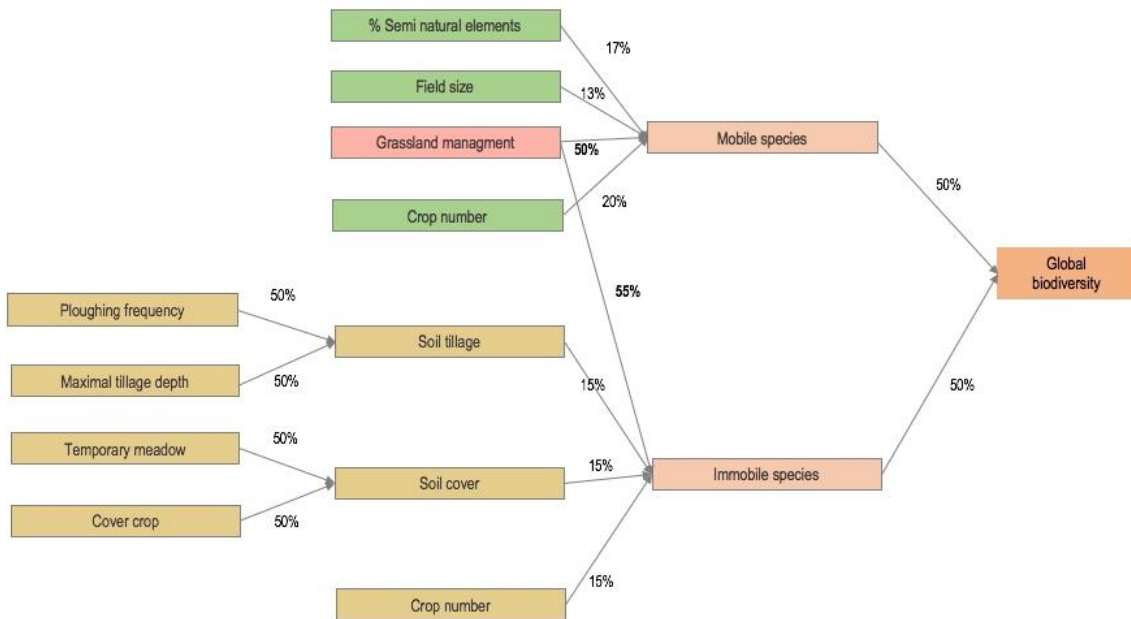 % Semi natural elements
17%
Field size
13%
Grassland managment
50%
Mobile species
Crop number
20%
50%
Global
biodiversity
55%
Ploughing frequency
50%
Soil tillage
Maximal tillage depth
50%
15%
50%
Temporary meadow
50%
Soil cover
15%
Immobile species
Cover crop
50%
Crop number
15%